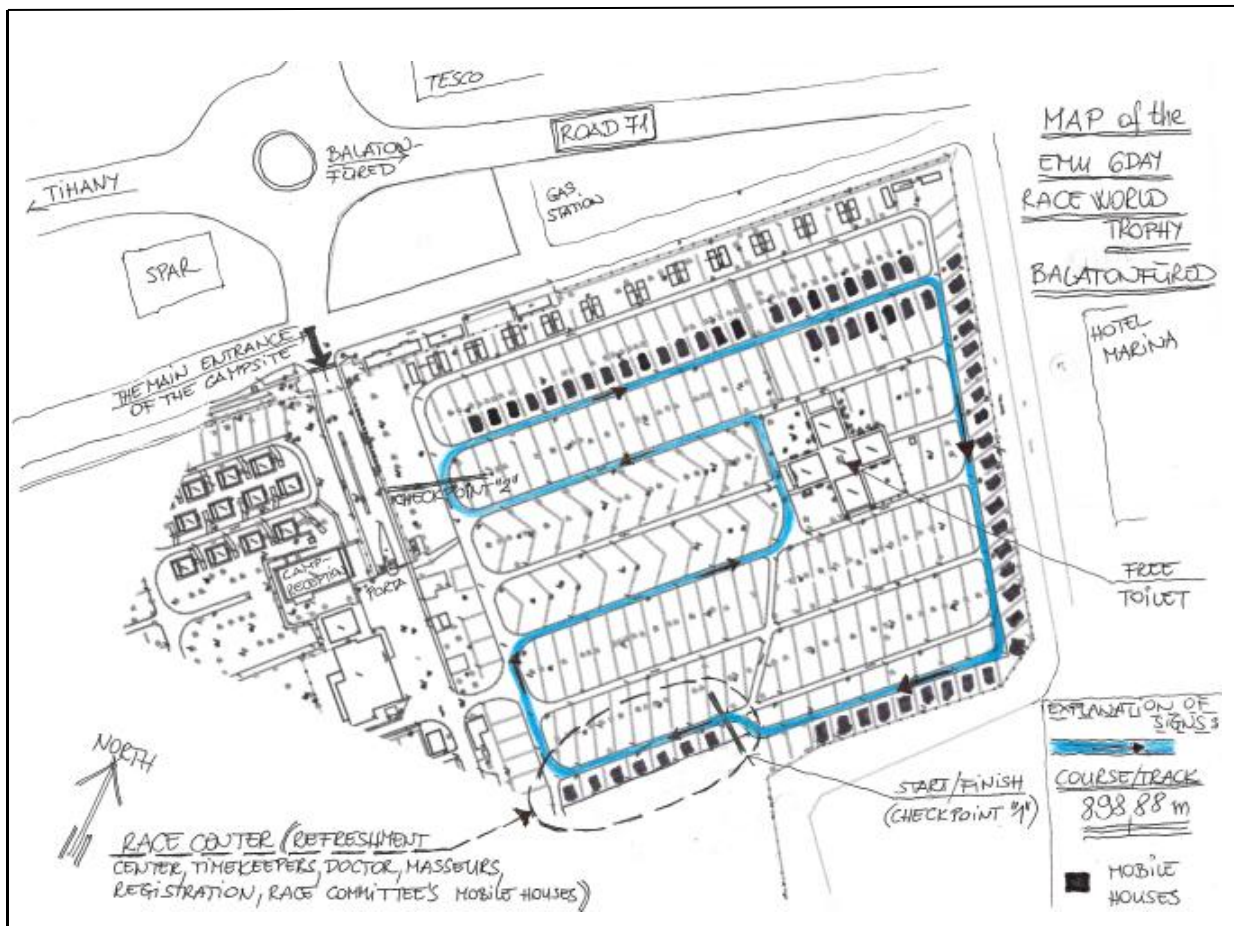 TESCO
ROAD 71
BALATON-
FÜRED
TIHANY
GAS
STATION
SPAR
THE MAIN ENTRANCE
OF THE CAMPSITE
MAP of the
EMU 6DAY
RACE WORLD
TROPHY
BALATONFÜRED
HOTEL
MARINA
CHECKPOINT "2"
CAMP
RECEPTION
PORTA
FREE
TOILET
NORTH
START/FINISH
(CHECKPOINT "1")
RACE CENTER (REFRESHMENT
CENTER, TIMEKEEPERS, DOCTOR, MASSEURS,
REGISTRATION, RACE COMMITTEE'S MOBILE HOUSES)
EXPLANATION OF
SIGNS:
COURSE/TRACK
898,88 m
MOBILE
HOUSES